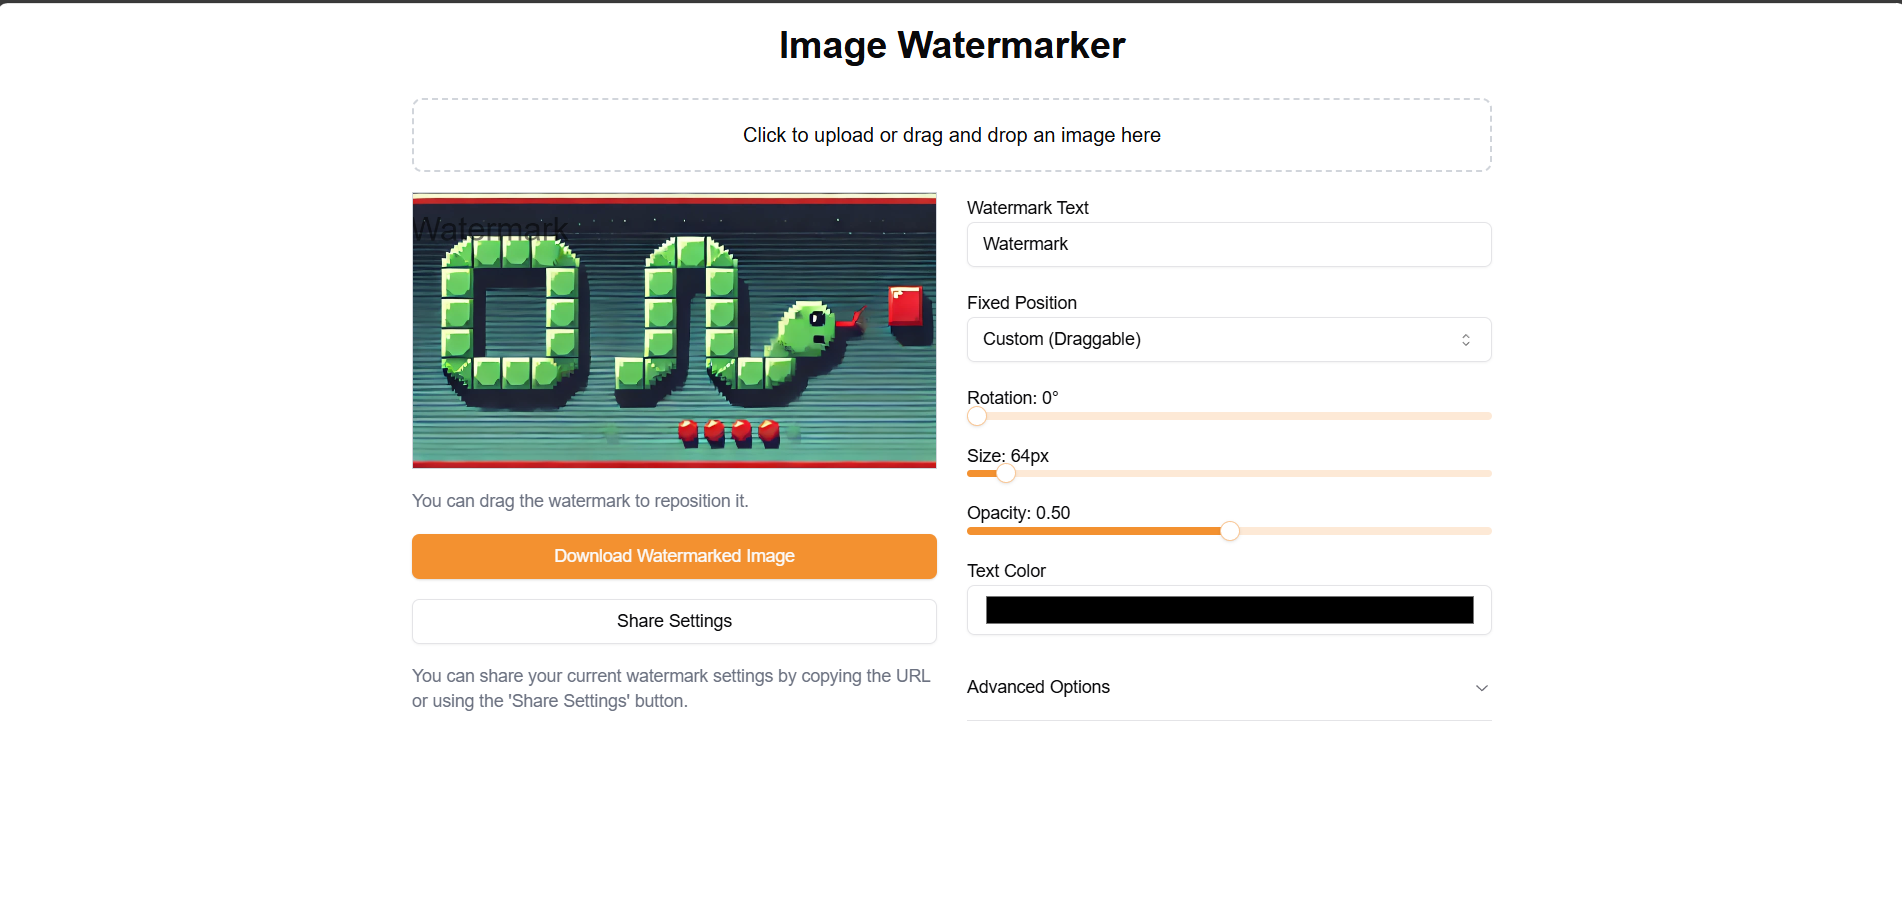 Image Watermarker
Click to upload or drag and drop an image here
Watermark
You can drag the watermark to reposition it.
Download Watermarked Image
Share Settings
You can share your current watermark settings by copying the URL
or using the 'Share Settings' button.
Watermark Text
Watermark
Fixed Position
Custom (Draggable)
Rotation: 0°
Size: 64px
Opacity: 0.50
Text Color
Advanced Options